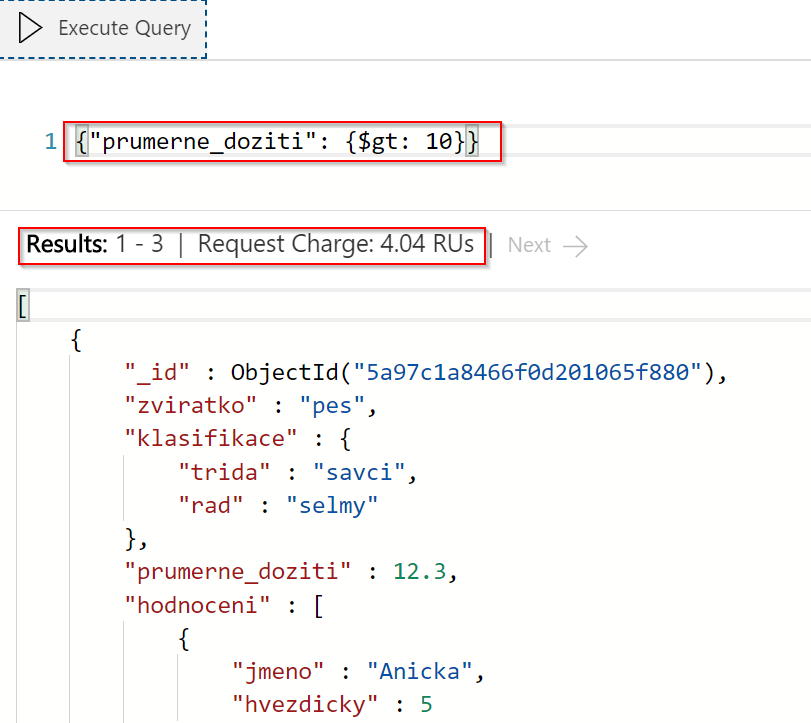 Execute Query
1 {"prumerne_doziti": {$gt: 10}}
Results: 1 - 3 | Request Charge: 4.04 RUs | Next →
[
{
"_id" : ObjectId("5a97c1a8466f0d201065f880"),
"zviratko" : "pes",
"klasifikace" : {
"trida" : "savci",
"rad" : "selmy"
},
"prumerne_doziti" : 12.3,
"hodnoceni" : [
{
"jmeno" : "Anicka",
"hvezdicky" : 5